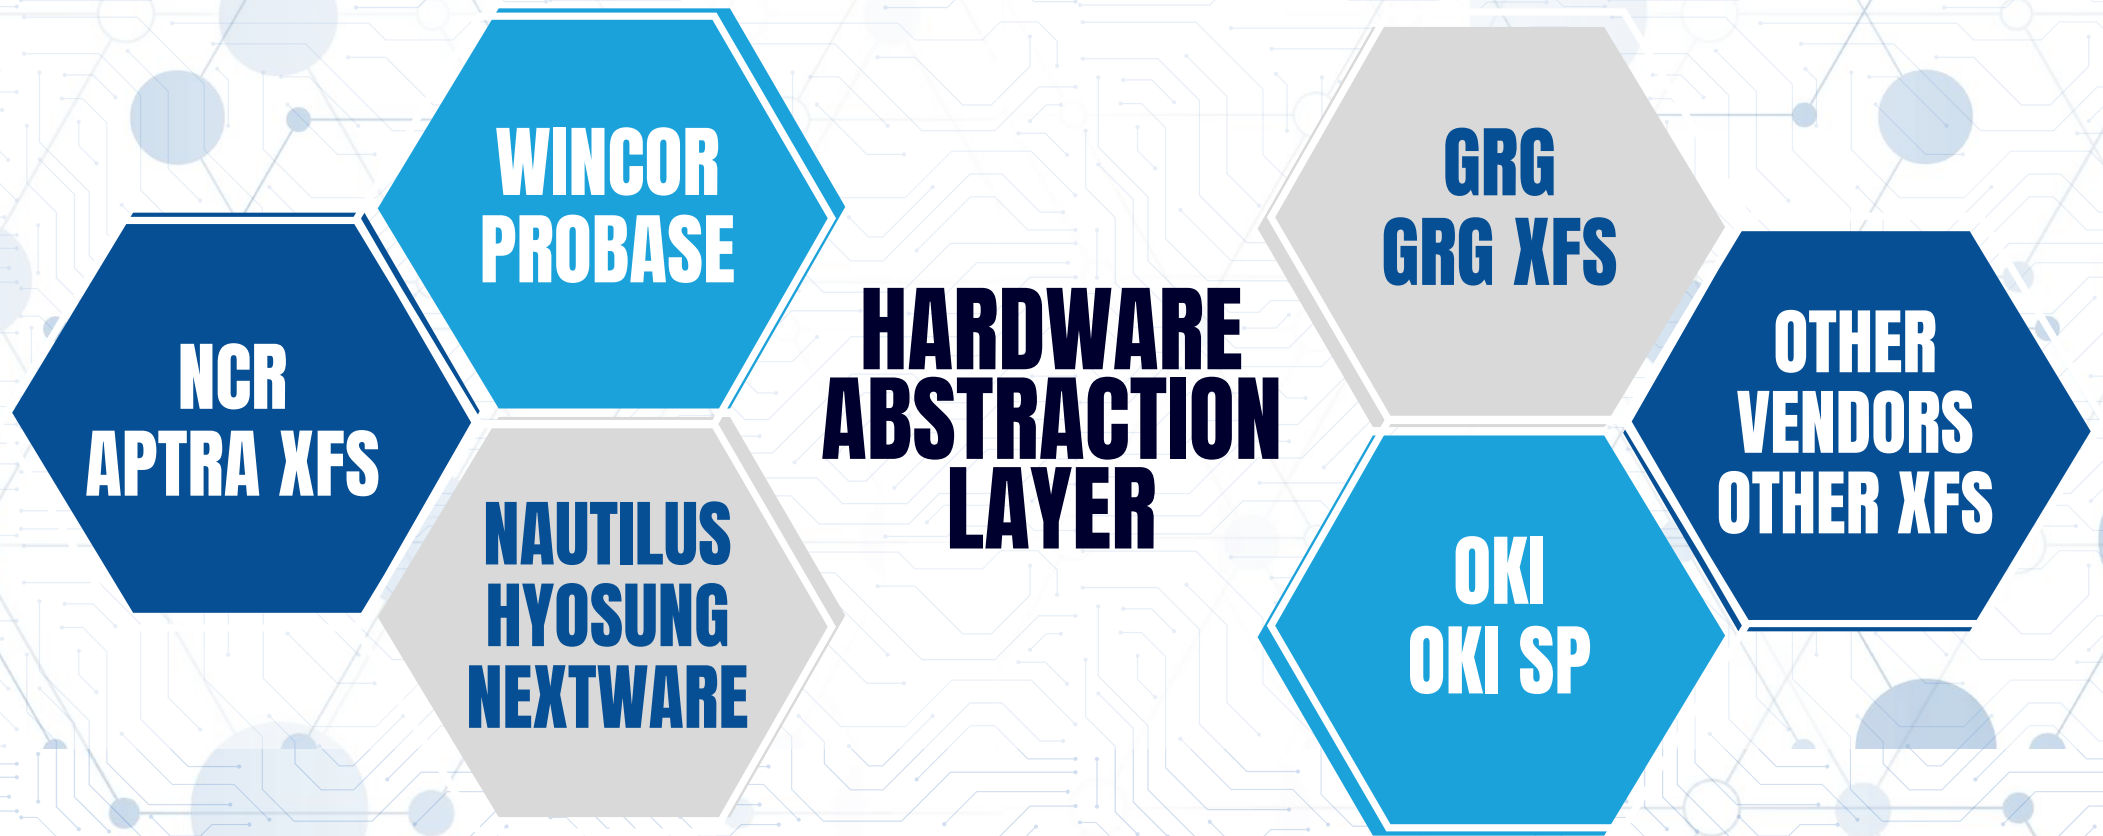 WINCOR
PROBASE
NCR
APTRA XFS
NAUTILUS
HYOSUNG
NEXTWARE
HARDWARE
ABSTRACTION
LAYER
GRG
GRG XFS
OTHER
VENDORS
OTHER XFS
OKI
OKI SP